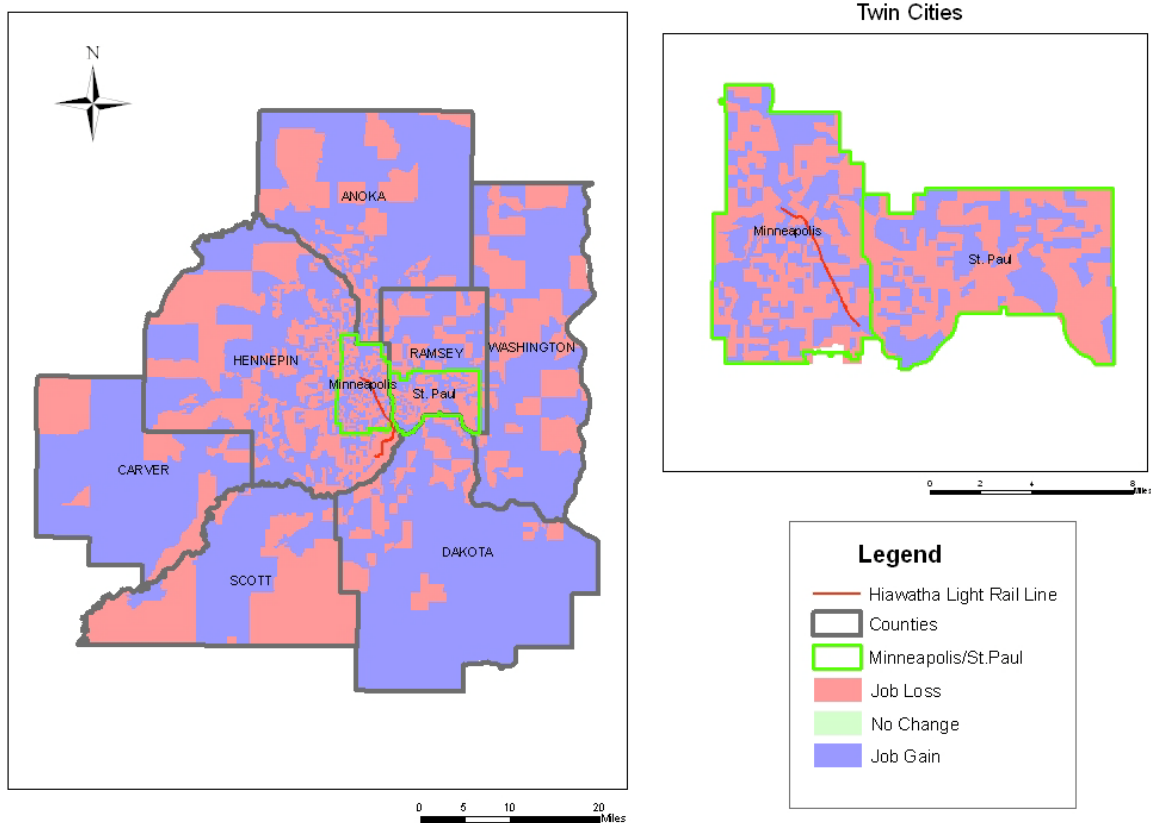 Twin Cities
N
ANOKA
HENNEPIN
RAMSEY
WASHINGTON
Minneapolis
St. Paul
CARVER
SCOTT
DAKOTA
0 5 10 20
Miles
Minneapolis
St. Paul
0 2 4 8
Miles
Legend
Hiawatha Light Rail Line
Counties
Minneapolis/St.Paul
Job Loss
No Change
Job Gain